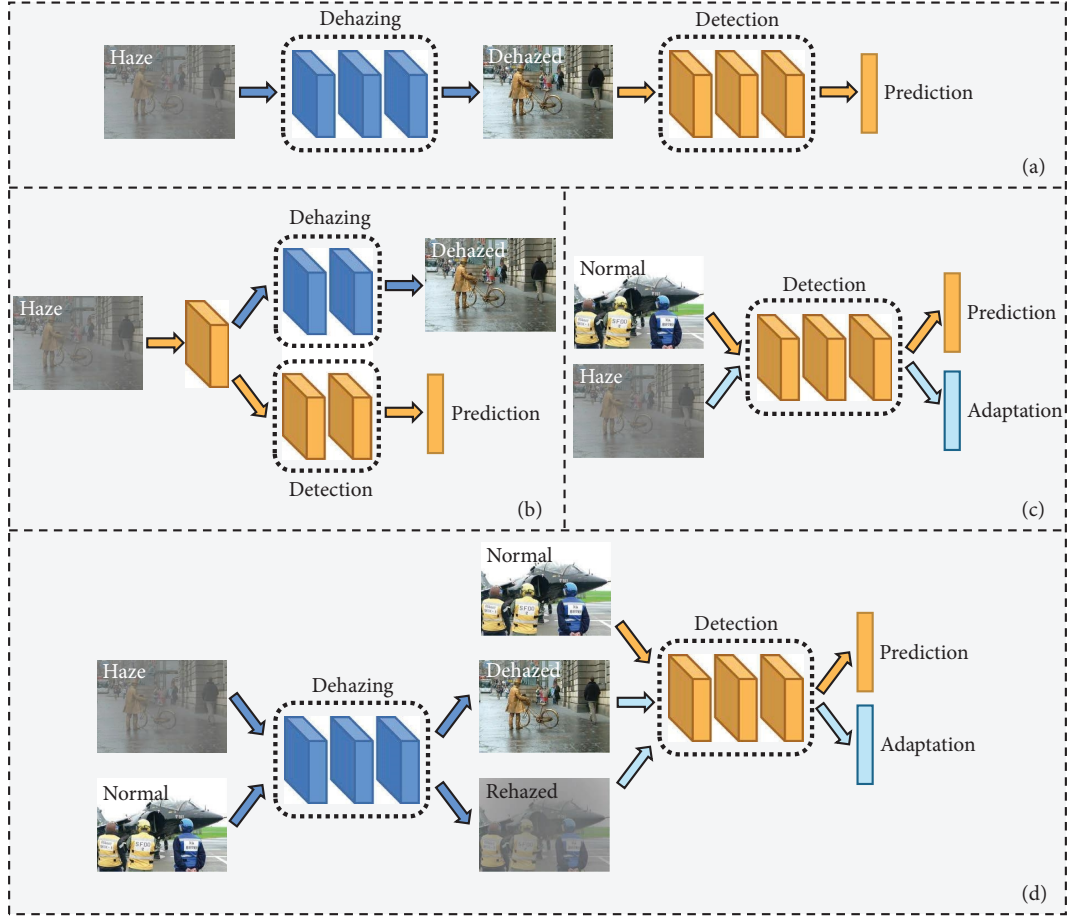 Dehazing
Detection
Haze
Dehazed
Prediction
(a)
Dehazing
Dehazed
Haze
Prediction
Detection
(b)
Normal
Detection
Prediction
Haze
Adaptation
(c)
Normal
SFDO
Detection
Haze
Dehazing
Dehazed
Prediction
Adaptation
Normal
Rehazed
(d)